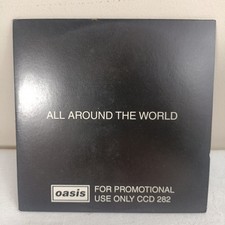 ALL AROUND THE WORLD
oasis
FOR PROMOTIONAL
USE ONLY CCD 282